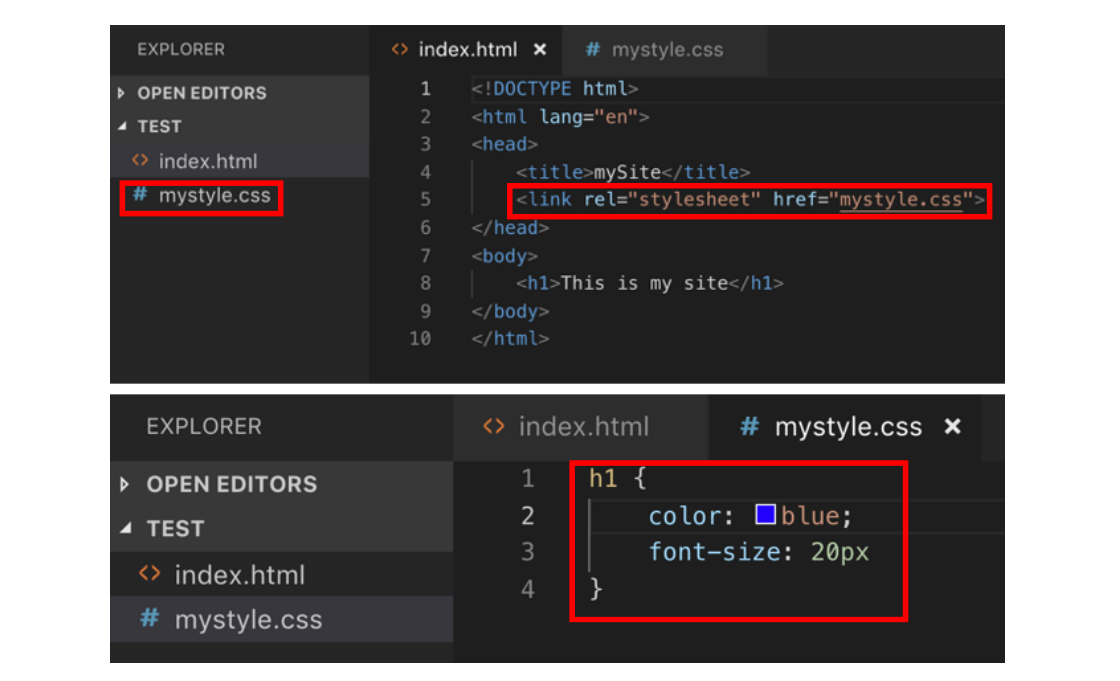 EXPLORER
<> index.html ×
# mystyle.css
OPEN EDITORS
TEST
<> index.html
# mystyle.css
1 <!DOCTYPE html>
2 <html lang="en">
3 <head>
4 <title>mySite</title>
5 <link rel="stylesheet" href="mystyle.css">
6 </head>
7 <body>
8 <h1>This is my site</h1>
9 </body>
10 </html>
EXPLORER
<> index.html
# mystyle.css ×
OPEN EDITORS
TEST
<> index.html
# mystyle.css
1 h1 {
2 color: blue;
3 font-size: 20px
4 }